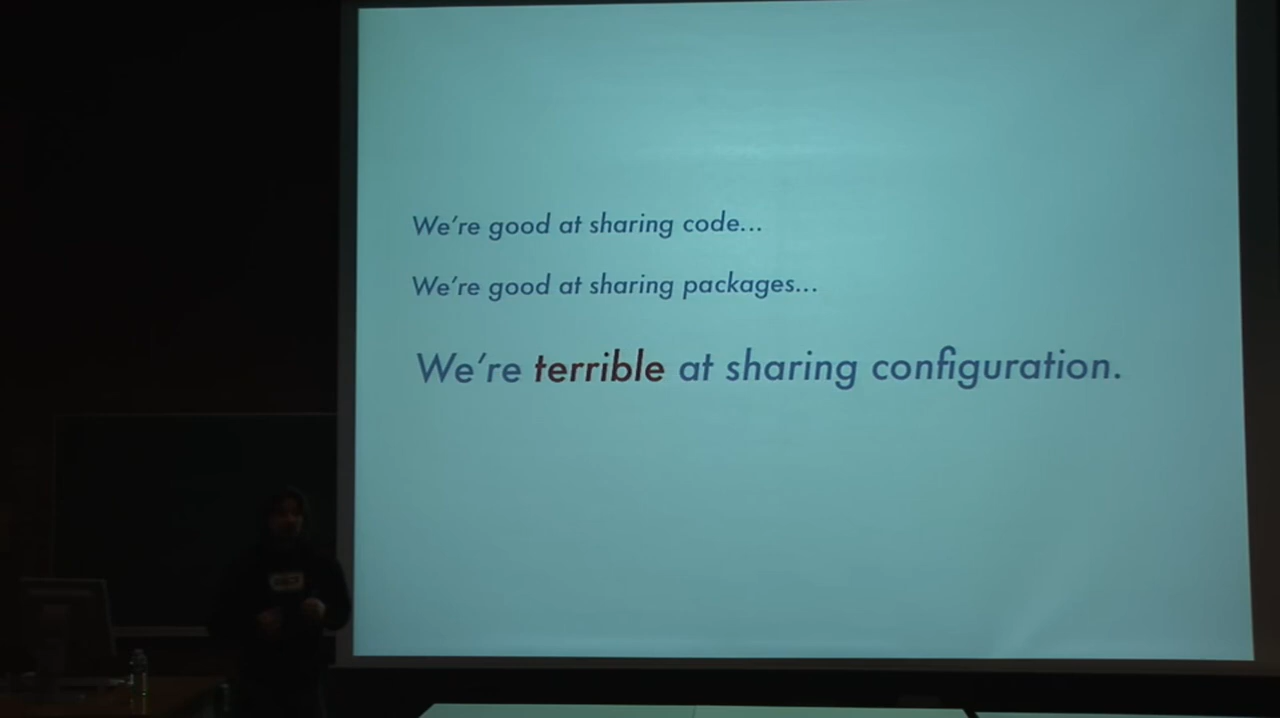 We're good at sharing code...
We're good at sharing packages...
We're terrible at sharing configuration.